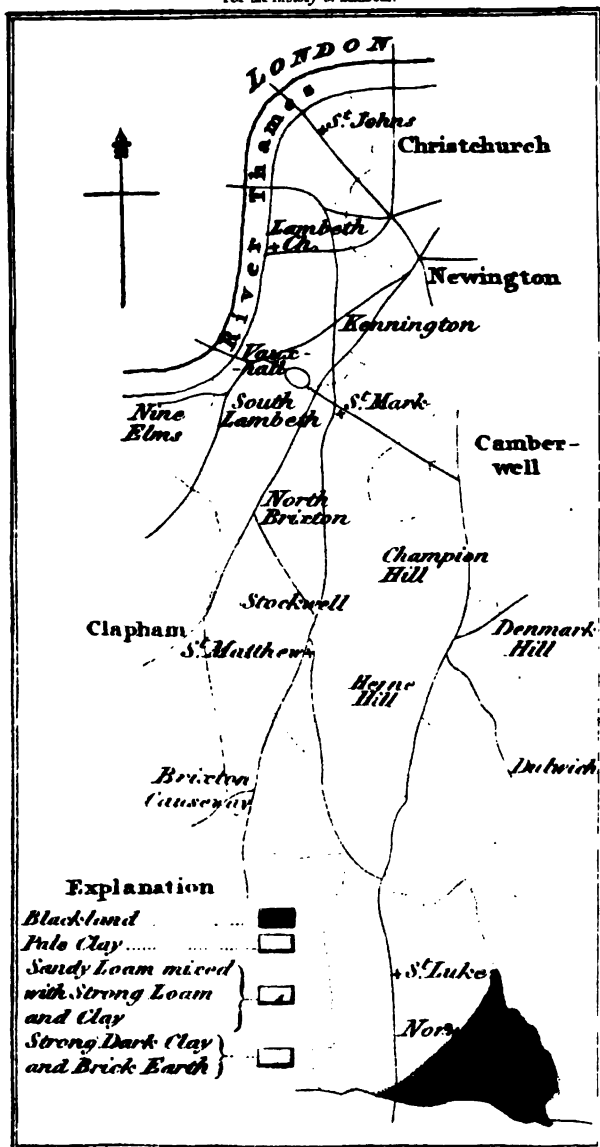 LONDON
River Thames
St. Johns
Christchurch
Lambeth
Ch.
Newington
Kennington
Vaux-
-hall
St. Mark
Nine
Elms
South
Lambeth
Camber-
well
North
Brixton
Champion
Hill
Stockwell
Clapham
St. Matthew
Denmark
Hill
Herne
Hill
Dulwich
Brixton
Causeway
Explanation
Blackland
Pale Clay
Sandy Loam mixed
with Strong Loam
and Clay
Strong Dark Clay
and Brick Earth
St. Luke
Nor